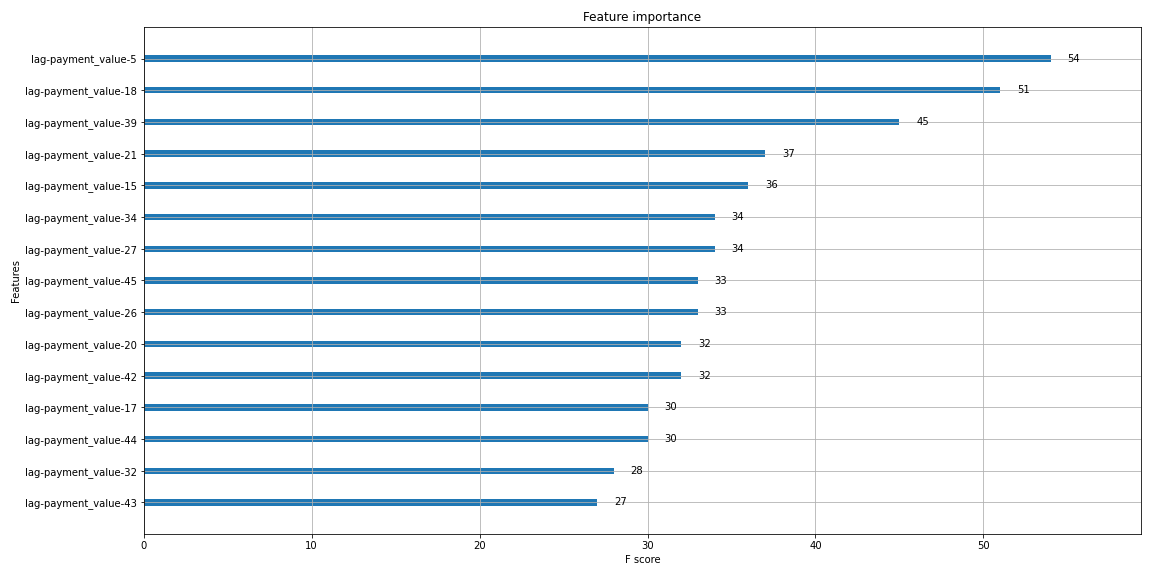 Feature importance
Features
lag-payment_value-5 54
lag-payment_value-18 51
lag-payment_value-39 45
lag-payment_value-21 37
lag-payment_value-15 36
lag-payment_value-34 34
lag-payment_value-27 34
lag-payment_value-45 33
lag-payment_value-26 33
lag-payment_value-20 32
lag-payment_value-42 32
lag-payment_value-17 30
lag-payment_value-44 30
lag-payment_value-32 28
lag-payment_value-43 27
0 10 20 30 40 50
F score